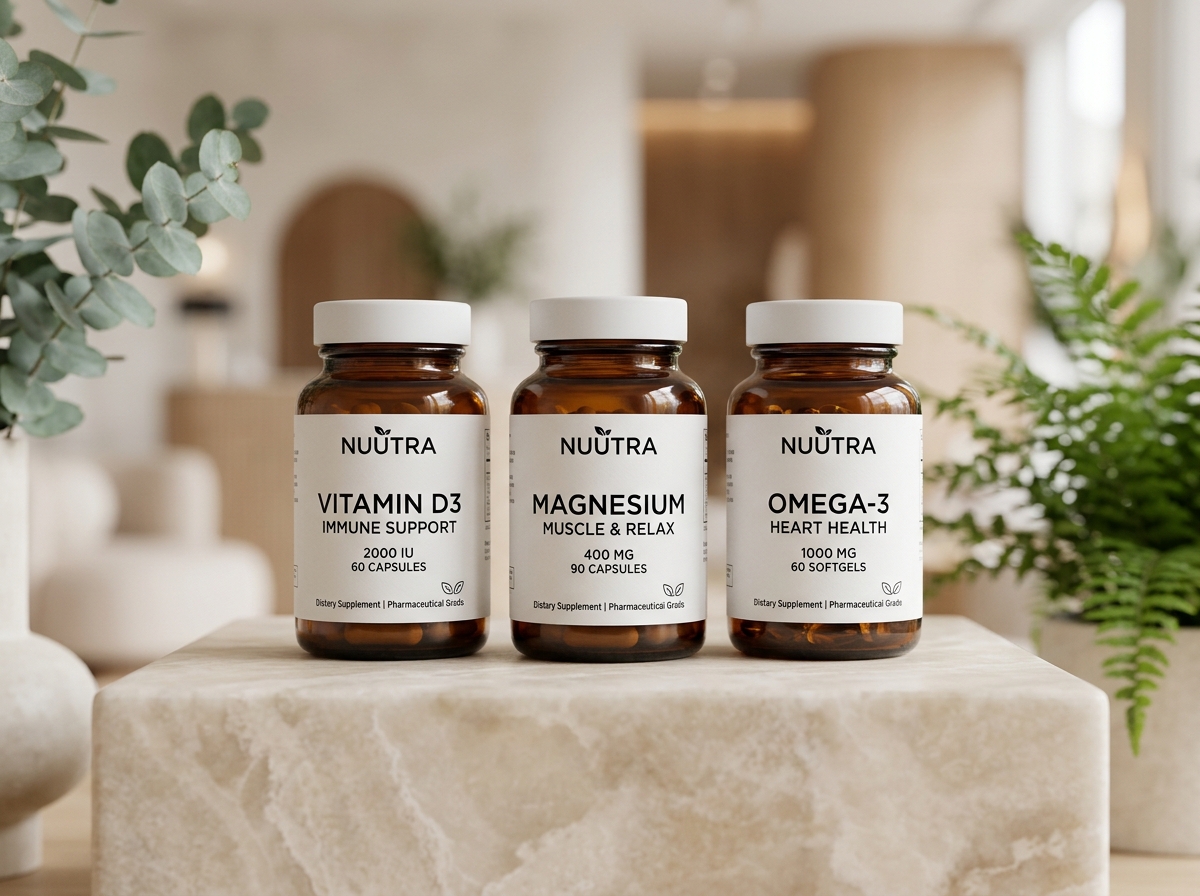 NUUTRA
VITAMIN D3
IMMUNE SUPPORT
2000 IU
60 CAPSULES
Distary Supplement | Pharmaceutical Grads
NUUTRA
MAGNESIUM
MUSCLE & RELAX
400 MG
90 CAPSULES
Distary Supplement | Pharmaceutical Grads
NUUTRA
OMEGA-3
HEART HEALTH
1000 MG
60 SOFTGELS
Distary Supplement | Pharmaceutical Grads